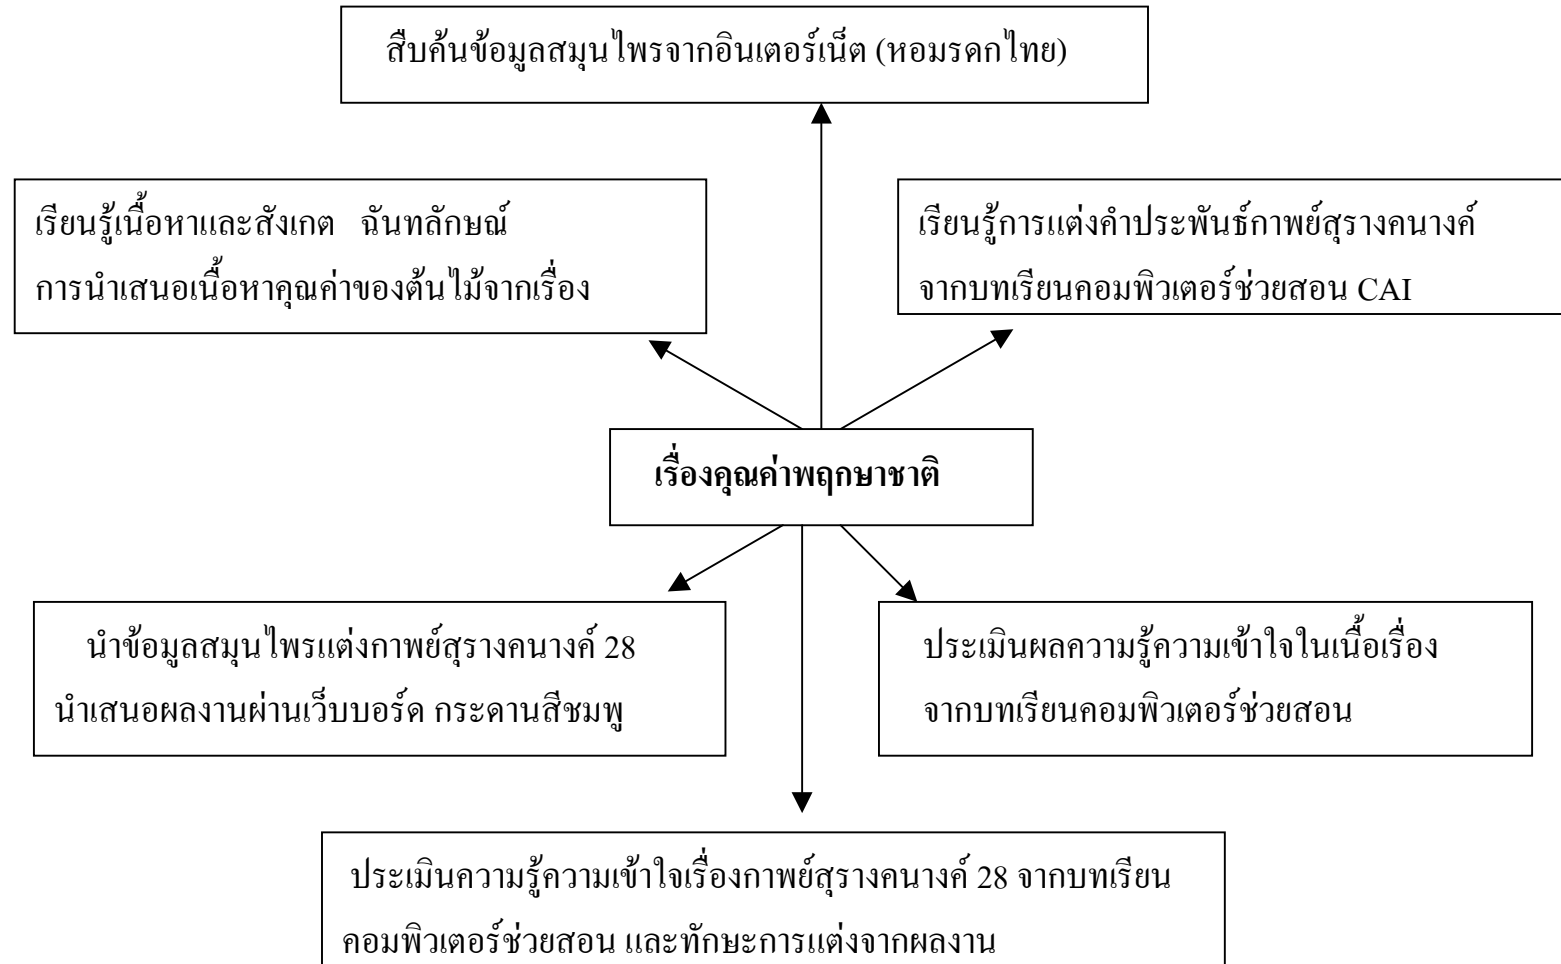 สืบค้นข้อมูลสมุนไพรจากอินเตอร์เน็ต (หอมรดกไทย)
เรียนรู้เนื้อหาและสังเกต ฉันทลักษณ์
การนำเสนอเนื้อหาคุณค่าของต้นไม้จากเรื่อง
เรียนรู้การแต่งคำประพันธ์กาพย์สุรางคนางค์
จากบทเรียนคอมพิวเตอร์ช่วยสอน CAI
เรื่องคุณค่าพฤกษาชาติ
นำข้อมูลสมุนไพรแต่งกาพย์สุรางคนางค์ 28
นำเสนอผลงานผ่านเว็บบอร์ด กระดานสีชมพู
ประเมินผลความรู้ความเข้าใจในเนื้อเรื่อง
จากบทเรียนคอมพิวเตอร์ช่วยสอน
ประเมินความรู้ความเข้าใจเรื่องกาพย์สุรางคนางค์ 28 จากบทเรียน
คอมพิวเตอร์ช่วยสอน และทักษะการแต่งจากผลงาน